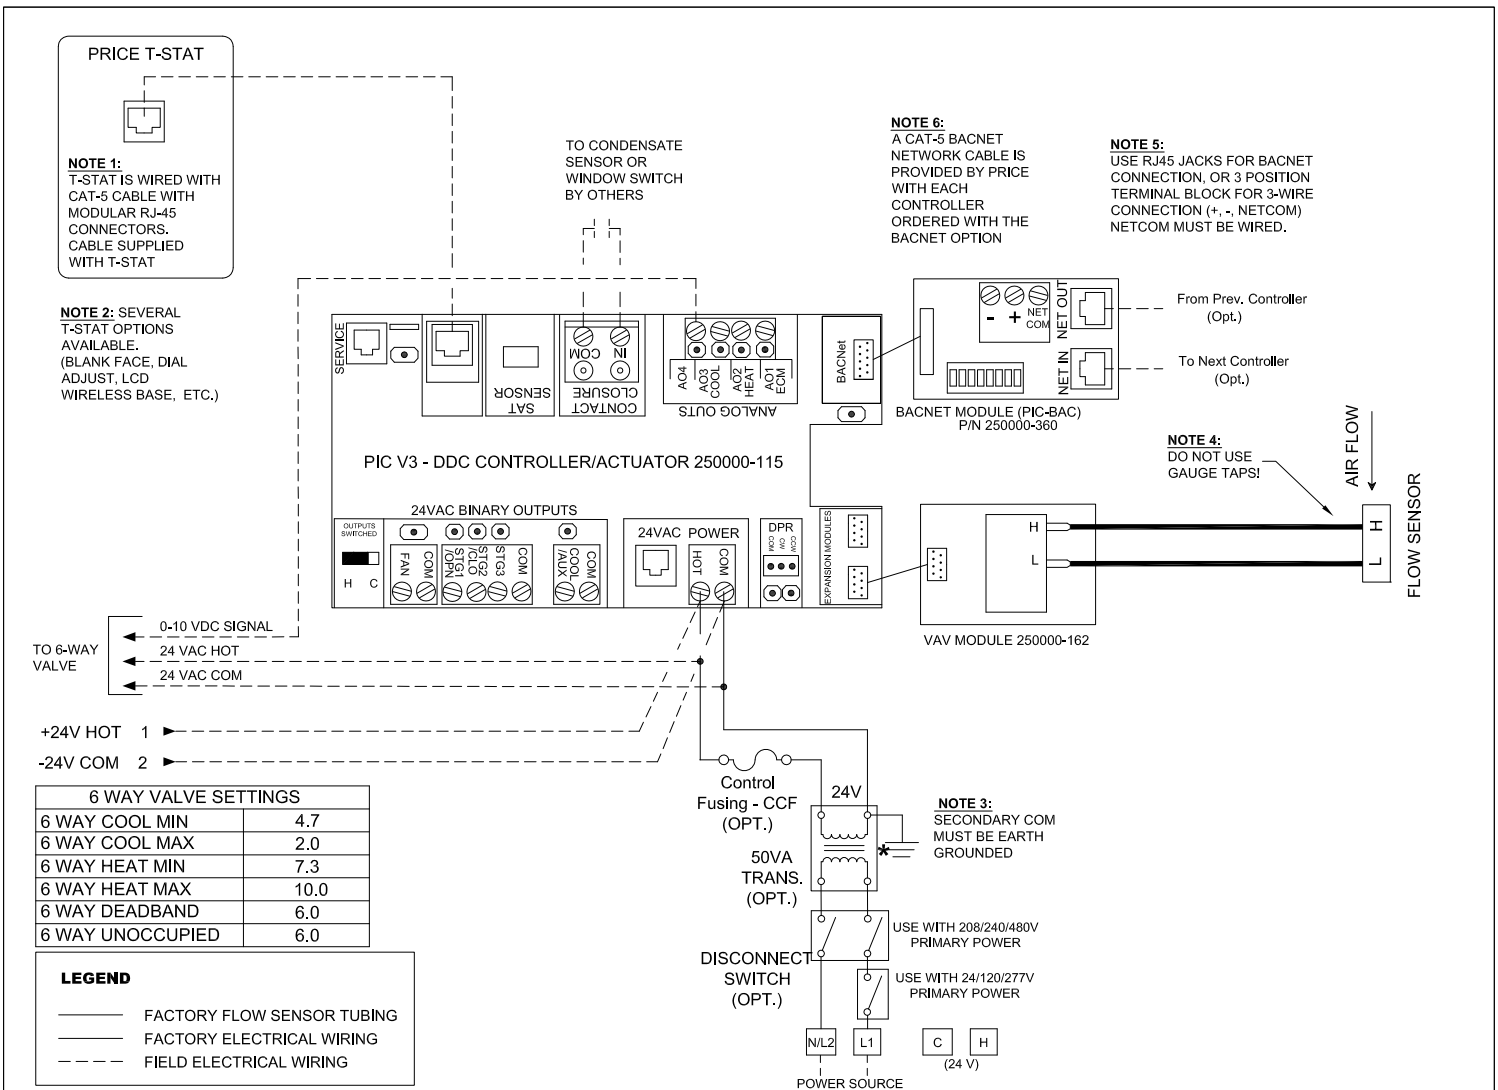 PRICE T-STAT
NOTE 1:
T-STAT IS WIRED WITH
CAT-5 CABLE WITH
MODULAR RJ-45
CONNECTORS.
CABLE SUPPLIED
WITH T-STAT
NOTE 2: SEVERAL
T-STAT OPTIONS
AVAILABLE.
(BLANK FACE, DIAL
ADJUST, LCD
WIRELESS BASE, ETC.)
TO CONDENSATE
SENSOR OR
WINDOW SWITCH
BY OTHERS
NOTE 6:
A CAT-5 BACNET
NETWORK CABLE IS
PROVIDED BY PRICE
WITH EACH
CONTROLLER
ORDERED WITH THE
BACNET OPTION
NOTE 5:
USE RJ45 JACKS FOR BACNET
CONNECTION, OR 3 POSITION
TERMINAL BLOCK FOR 3-WIRE
CONNECTION (+, -, NETCOM)
NETCOM MUST BE WIRED.
SERVICE
SAT
SENSOR
COM
IN
CONTACT
CLOSURE
AO4
AO3
COOL
AO2
HEAT
AO1
ECM
ANALOG OUTS
BACNet
- +
NET
COM
NET OUT
NET IN
From Prev. Controller
(Opt.)
To Next Controller
(Opt.)
BACNET MODULE (PIC-BAC)
P/N 250000-360
PIC V3 - DDC CONTROLLER/ACTUATOR 250000-115
NOTE 4:
DO NOT USE
GAUGE TAPS!
AIR FLOW
FLOW SENSOR
H
L
24VAC BINARY OUTPUTS
OUTPUTS
SWITCHED
H C
FAN
COM
STG1
/OPN
STG2
/CLO
STG3
COM
COOL
/AUX
COM
24VAC POWER
HOT
COM
DPR
COM
CW
CCW
EXPANSION MODULES
H
L
VAV MODULE 250000-162
TO 6-WAY
VALVE
0-10 VDC SIGNAL
24 VAC HOT
24 VAC COM
+24V HOT 1
-24V COM 2
6 WAY VALVE SETTINGS
6 WAY COOL MIN 4.7
6 WAY COOL MAX 2.0
6 WAY HEAT MIN 7.3
6 WAY HEAT MAX 10.0
6 WAY DEADBAND 6.0
6 WAY UNOCCUPIED 6.0
Control
Fusing - CCF
(OPT.)
24V
NOTE 3:
SECONDARY COM
MUST BE EARTH
GROUNDED
*
50VA
TRANS.
(OPT.)
USE WITH 208/240/480V
PRIMARY POWER
DISCONNECT
SWITCH
(OPT.)
USE WITH 24/120/277V
PRIMARY POWER
N/L2 L1 C H
(24 V)
POWER SOURCE
LEGEND
FACTORY FLOW SENSOR TUBING
FACTORY ELECTRICAL WIRING
FIELD ELECTRICAL WIRING